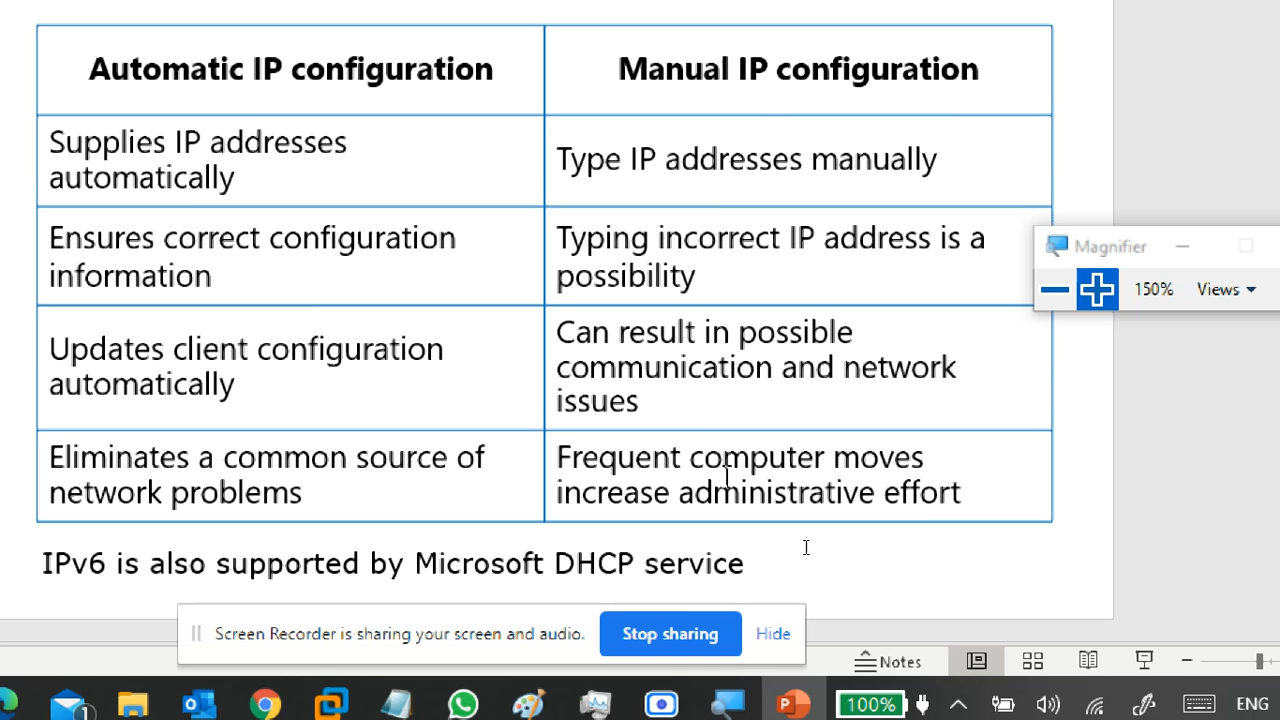 Automatic IP configuration
Manual IP configuration
Supplies IP addresses
automatically
Type IP addresses manually
Ensures correct configuration
information
Typing incorrect IP address is a
possibility
Updates client configuration
automatically
Can result in possible
communication and network
issues
Eliminates a common source of
network problems
Frequent computer moves
increase administrative effort
IPv6 is also supported by Microsoft DHCP service
Magnifier
150%
Views
Screen Recorder is sharing your screen and audio.
Stop sharing
Hide
Notes
1
100%
ENG